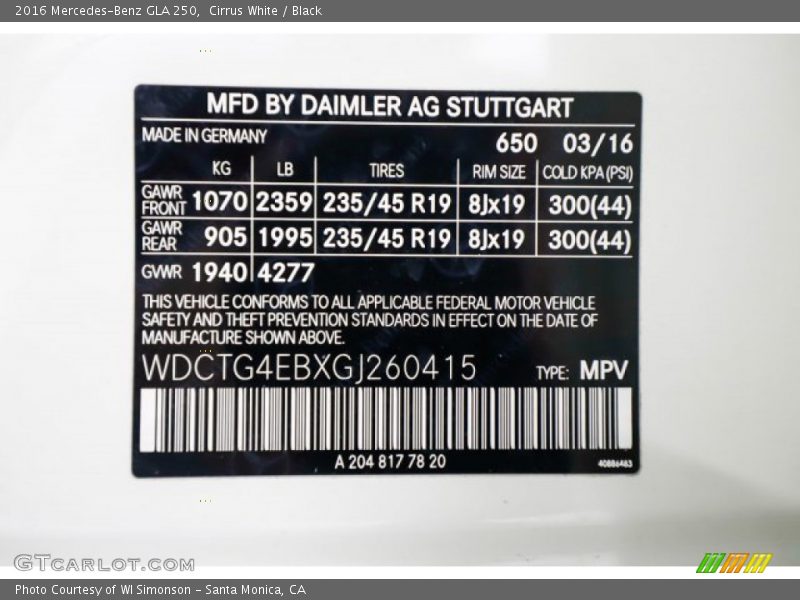 2016 Mercedes-Benz GLA 250,  Cirrus White / Black
MFD BY DAIMLER AG STUTTGART
MADE IN GERMANY 650 03/16
KG LB TIRES RIM SIZE COLD KPA (PSI)
GAWR FRONT 1070 2359 235/45 R19 8Jx19 300(44)
GAWR REAR 905 1995 235/45 R19 8Jx19 300(44)
GVWR 1940 4277
THIS VEHICLE CONFORMS TO ALL APPLICABLE FEDERAL MOTOR VEHICLE
SAFETY AND THEFT PREVENTION STANDARDS IN EFFECT ON THE DATE OF
MANUFACTURE SHOWN ABOVE.
WDCTG4EBXGJ260415 TYPE: MPV
A 204 817 78 20 40886483
GTCARLOT.COM
Photo Courtesy of WI Simonson - Santa Monica, CA